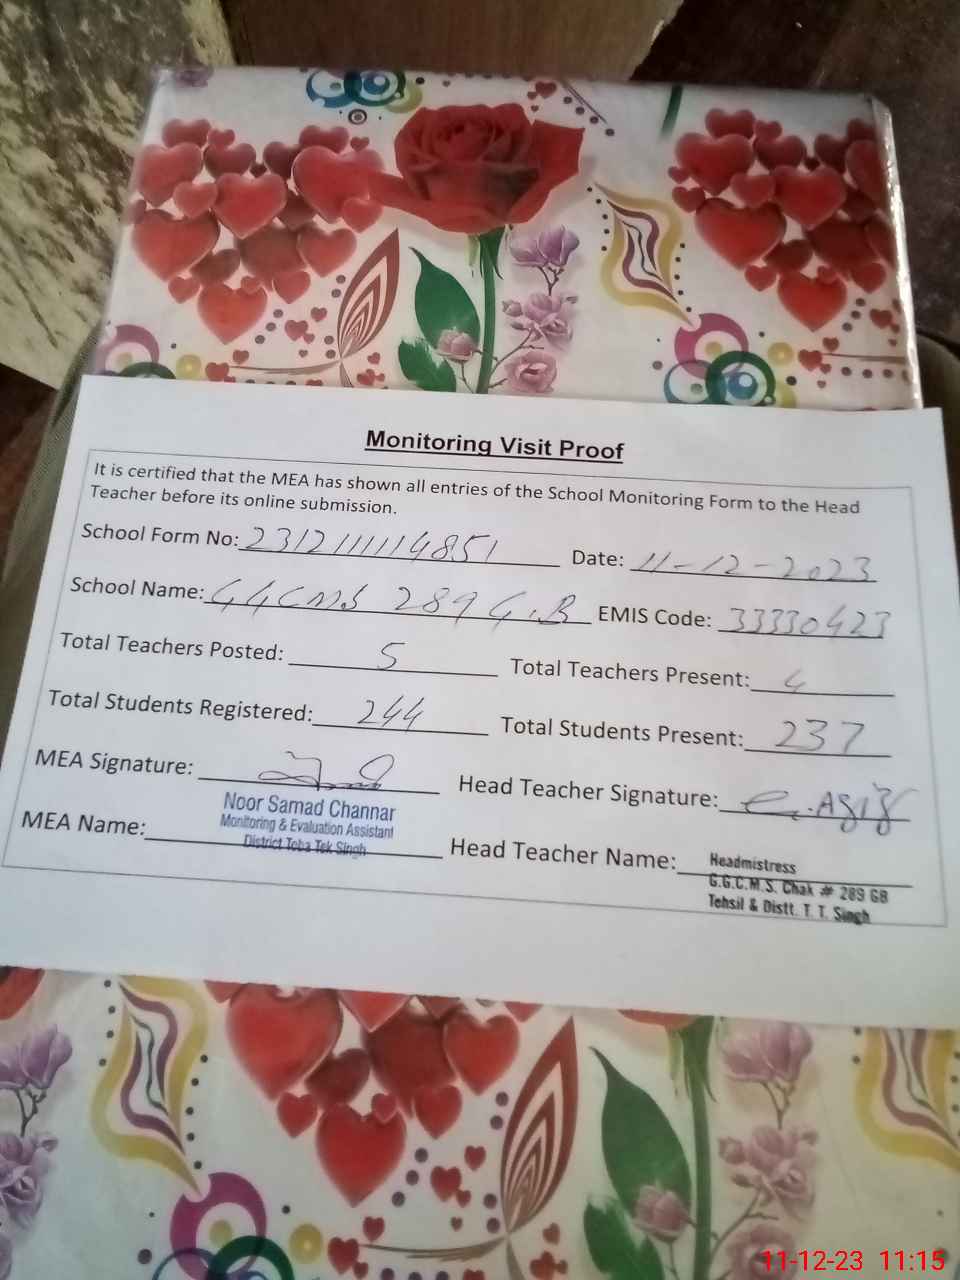 Monitoring Visit Proof
It is certified that the MEA has shown all entries of the School Monitoring Form to the Head
Teacher before its online submission.
School Form No: 231211114851 Date: 11-12-2023
School Name: GGCMS 289 G.B EMIS Code: 33330423
Total Teachers Posted: 5 Total Teachers Present: 4
Total Students Registered: 244 Total Students Present: 237
MEA Signature: Head Teacher Signature: Aziz
Noor Samad Channar
Monitoring & Evaluation Assistant
District Toba Tek Singh
MEA Name: Head Teacher Name:
Headmistress
G.G.C.M.S. Chak # 289 GB
Tehsil & Distt. T. T. Singh
11-12-23 11:15